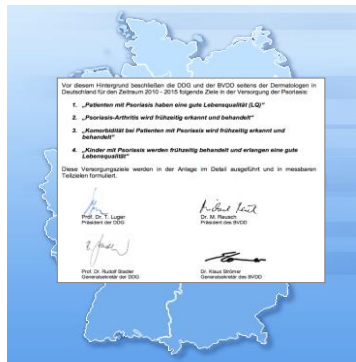 Vor diesem Hintergrund beschließen die DDG und der BVDD seitens der Dermatologen in
Deutschland für den Zeitraum 2010 - 2015 folgende Ziele in der Versorgung der Psoriasis:
1. „Patienten mit Psoriasis haben eine gute Lebensqualität (LQ)"
2. „Psoriasis-Arthritis wird frühzeitig erkannt und behandelt"
3. „Komorbidität bei Patienten mit Psoriasis wird frühzeitig erkannt und
behandelt"
4. „Kinder mit Psoriasis werden frühzeitig behandelt und erlangen eine gute
Lebensqualität"
Diese Versorgungsziele werden in der Anlage im Detail ausgeführt und in messbaren
Teilzielen formuliert.
Prof. Dr. T. Luger
Präsident der DDG
Dr. M. Reusch
Präsident des BVDD
Prof. Dr. Rudolf Stadler
Generalsekretär der DDG
Dr. Klaus Strömer
Generalsekretär des BVDD